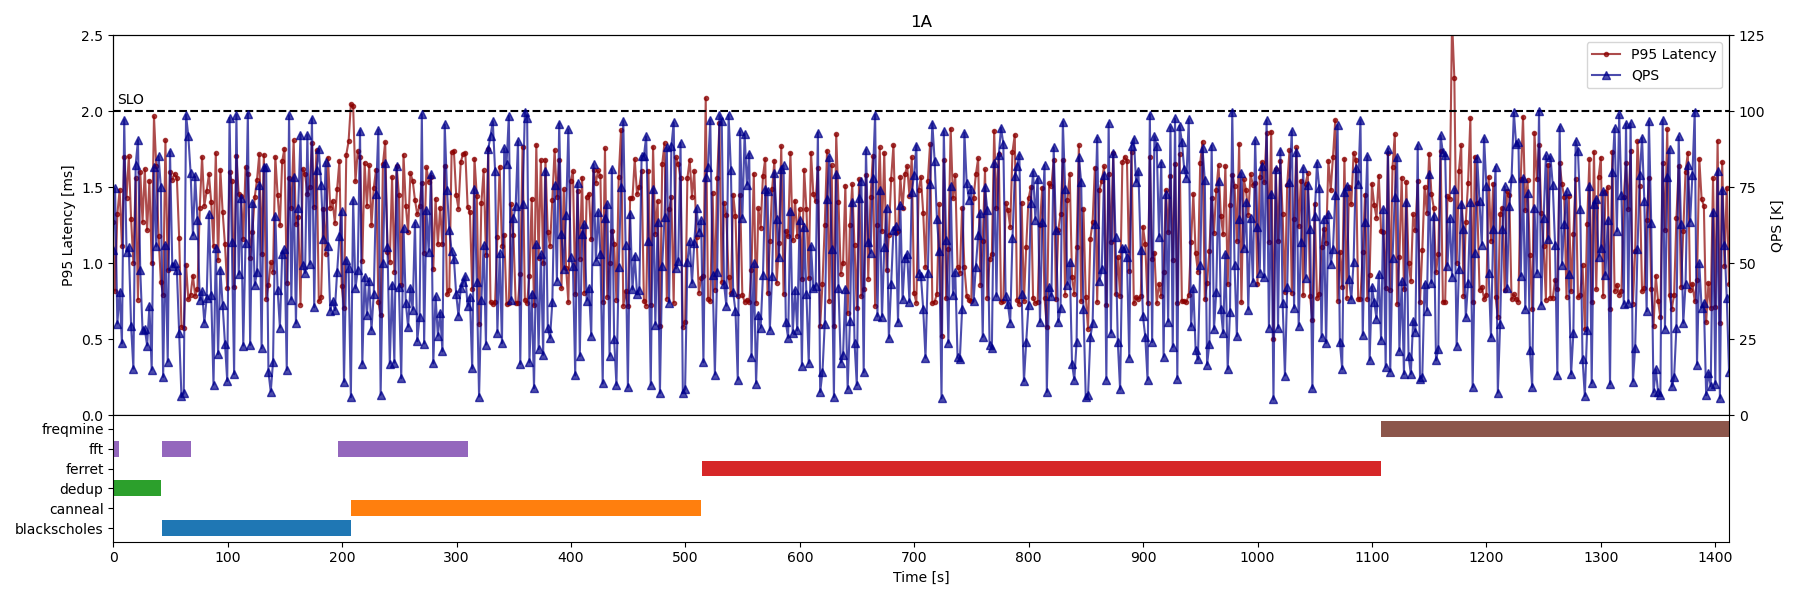 1A
2.5
2.0
1.5
1.0
0.5
0.0
P95 Latency [ms]
SLO
P95 Latency
QPS
125
100
75
50
25
0
QPS [K]
freqmine
fft
ferret
dedup
canneal
blackscholes
0 100 200 300 400 500 600 700 800 900 1000 1100 1200 1300 1400
Time [s]